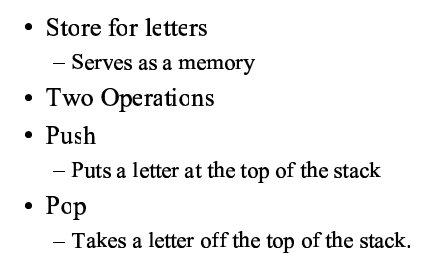 • Store for letters
– Serves as a memory
• Two Operations
• Push
– Puts a letter at the top of the stack
• Pop
– Takes a letter off the top of the stack.